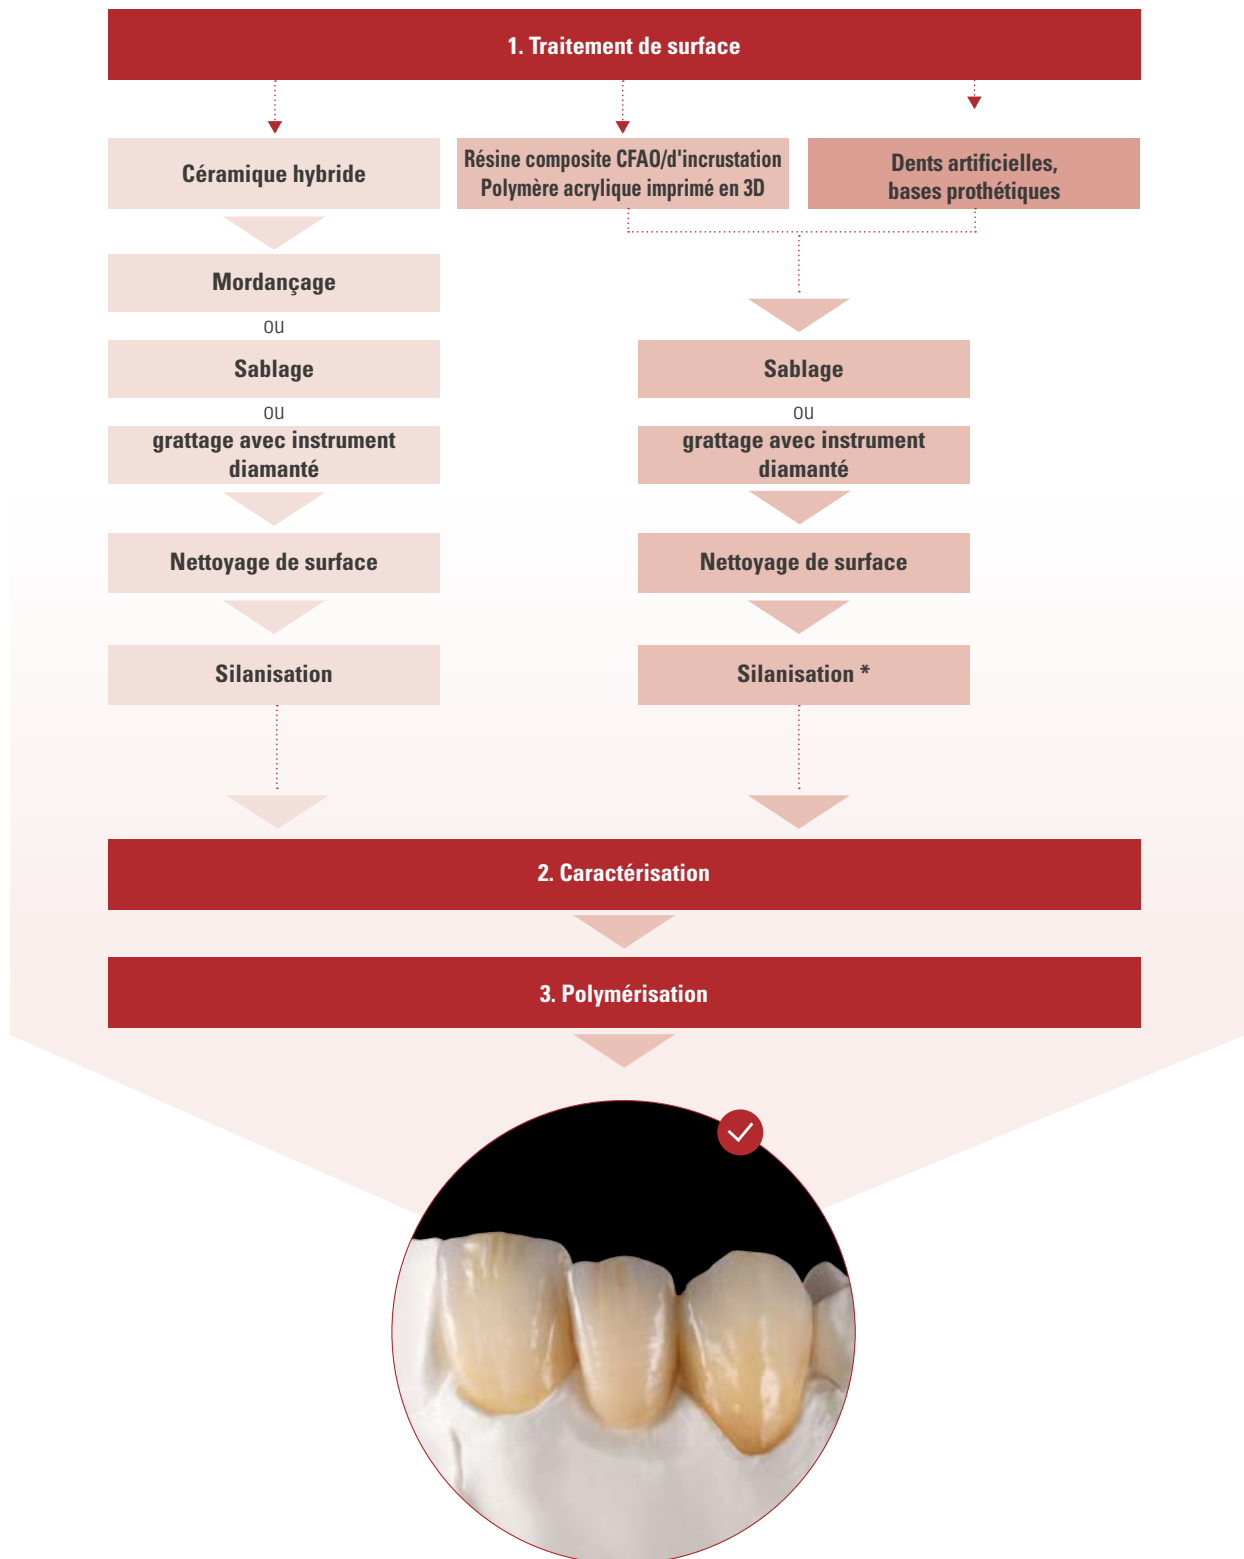 1. Traitement de surface
Céramique hybride
Résine composite CFAO/d'incrustation
Polymère acrylique imprimé en 3D
Dents artificielles,
bases prothétiques
Mordançage
ou
Sablage
ou
grattage avec instrument
diamanté
Nettoyage de surface
Silanisation
Sablage
ou
grattage avec instrument
diamanté
Nettoyage de surface
Silanisation *
2. Caractérisation
3. Polymérisation